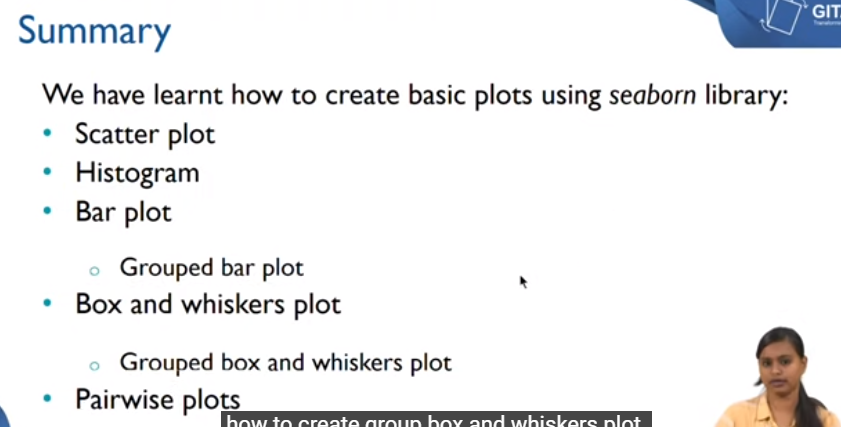 Summary
GIT
We have learnt how to create basic plots using seaborn library:
• Scatter plot
• Histogram
• Bar plot
o Grouped bar plot
• Box and whiskers plot
o Grouped box and whiskers plot
• Pairwise plots
how to create group box and whiskers plot